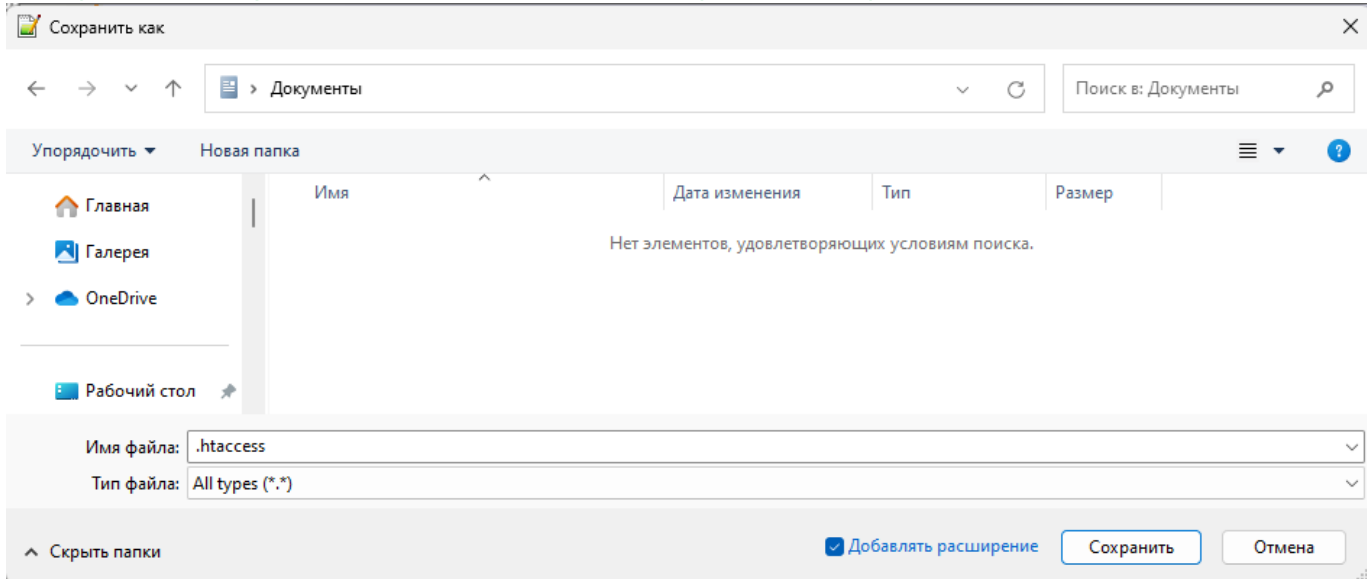 Сохранить как
Документы
Поиск в: Документы
Упорядочить Новая папка
Имя Дата изменения Тип Размер
Главная
Нет элементов, удовлетворяющих условиям поиска.
Галерея
OneDrive
Рабочий стол
Имя файла: .htaccess
Тип файла: All types (*.*)
Скрыть папки
Добавлять расширение
Сохранить
Отмена